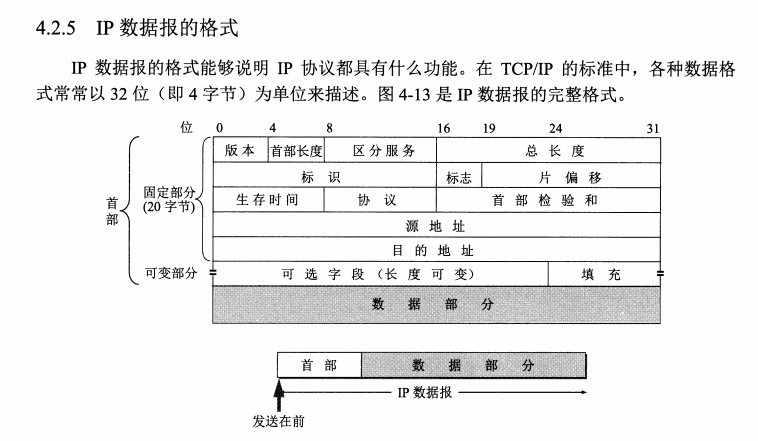 4.2.5 IP 数据报的格式
IP 数据报的格式能够说明 IP 协议都具有什么功能。在 TCP/IP 的标准中，各种数据格
式常常以 32 位（即 4 字节）为单位来描述。图 4-13 是 IP 数据报的完整格式。
位 0 4 8 16 19 24 31
版本 首部长度 区分服务 总长度
标识 标志 片偏移
首部 固定部分 (20 字节) 生存时间 协议 首部检验和
源地址
目的地址
可变部分 可选字段（长度可变） 填充
数据部分
首部 数据部分
IP 数据报
发送在前